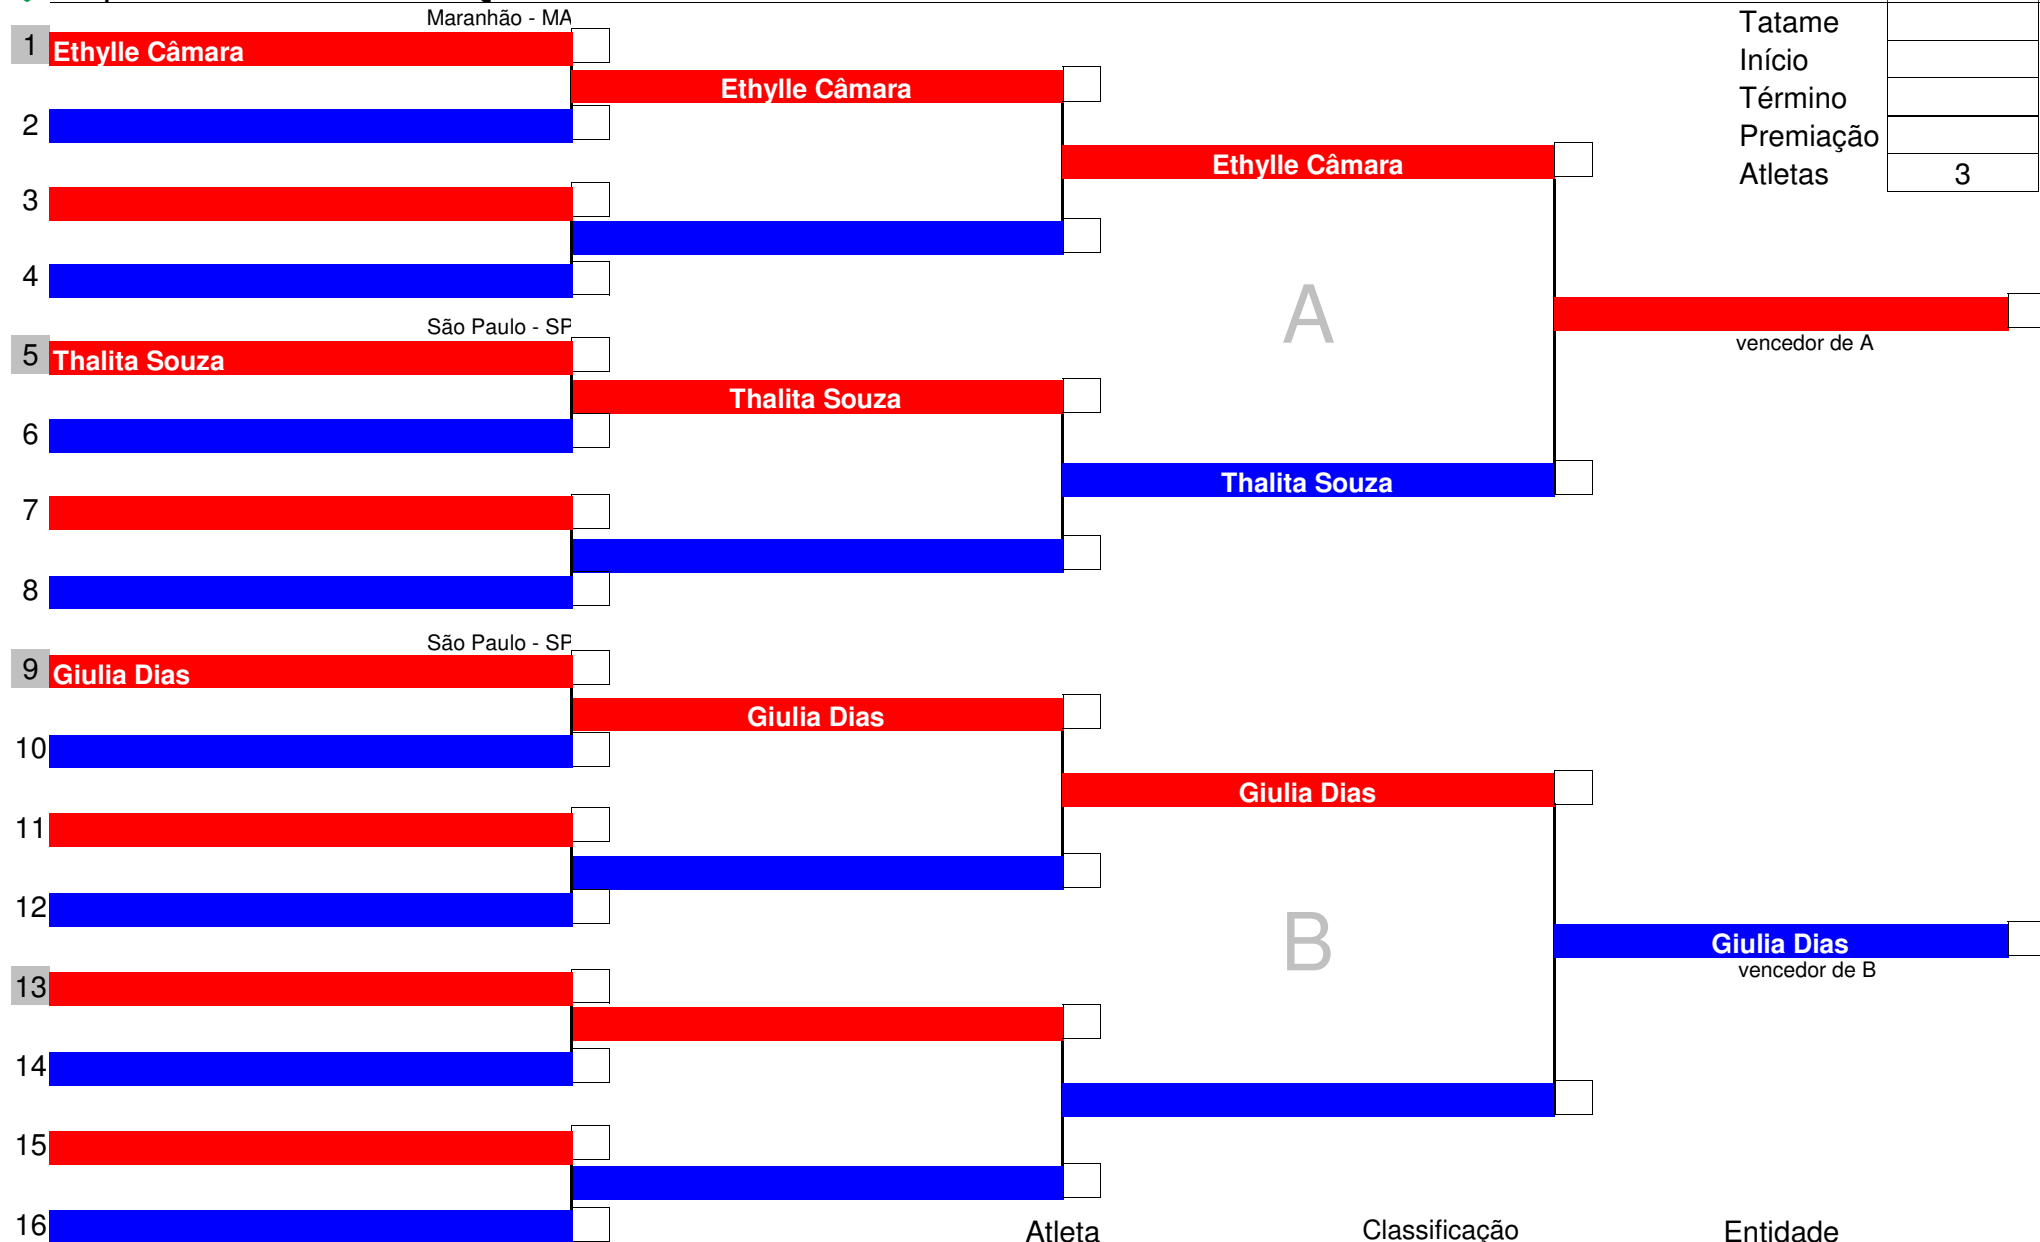 Maranhão - MA
1 Ethylle Câmara
Ethylle Câmara
2
Ethylle Câmara
3
4
São Paulo - SP
5 Thalita Souza
Thalita Souza
6
Thalita Souza
7
8
A
vencedor de A
São Paulo - SP
9 Giulia Dias
Giulia Dias
10
Giulia Dias
11
12
B
Giulia Dias
vencedor de B
13
14
15
16
Tatame
Início
Término
Premiação
Atletas 3
Atleta Classificação Entidade